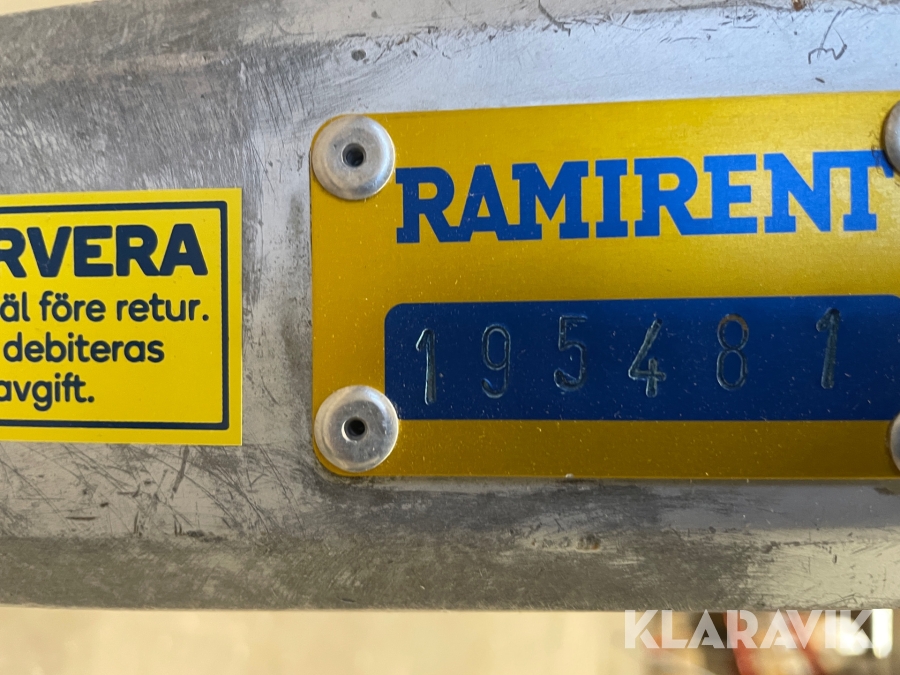 RVERA
äl före retur.
debiteras
avgift.
RAMIRENT
195481
KLARAVIK